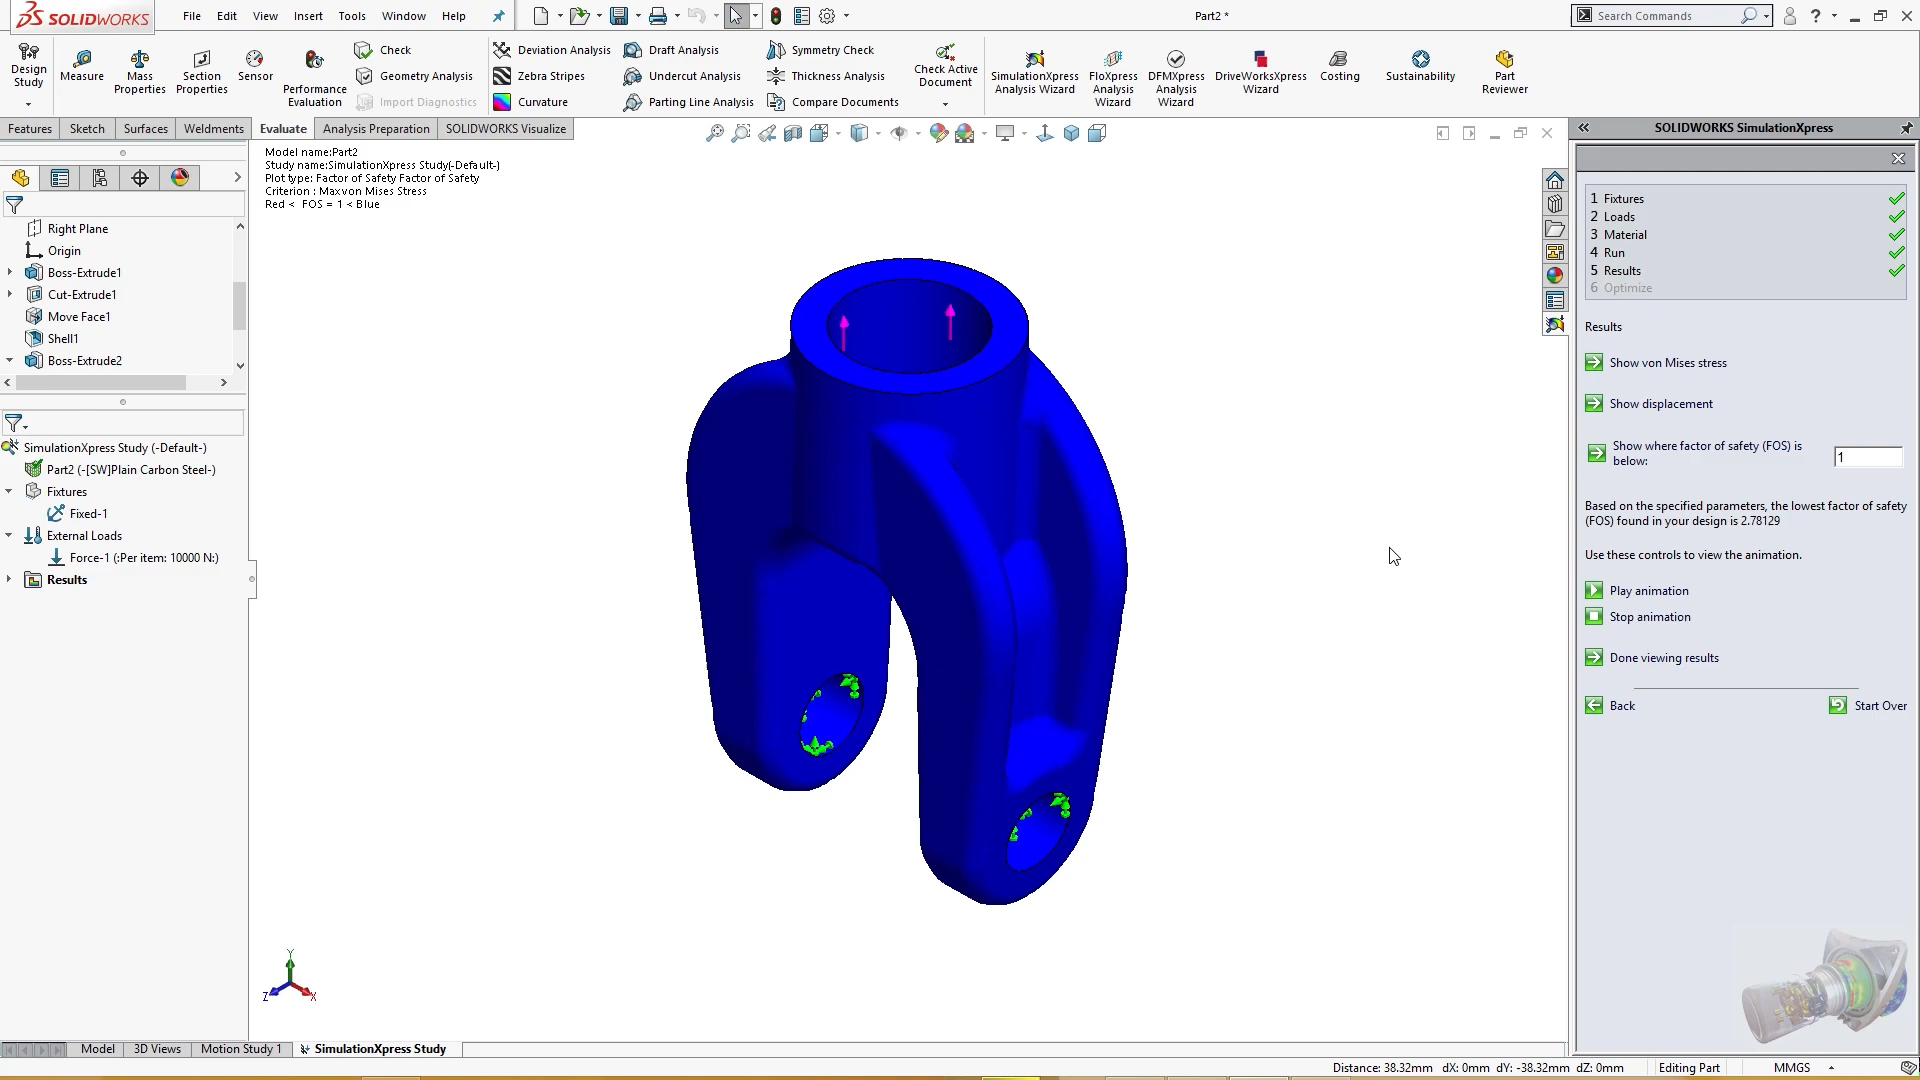 SOLIDWORKS
File Edit View Insert Tools Window Help
Part2 *
Search Commands
Design Study
Measure
Mass Properties
Section Properties
Sensor
Performance Evaluation
Check
Geometry Analysis
Import Diagnostics
Deviation Analysis
Zebra Stripes
Curvature
Draft Analysis
Undercut Analysis
Parting Line Analysis
Symmetry Check
Thickness Analysis
Compare Documents
Check Active Document
SimulationXpress Analysis Wizard
FloXpress Analysis Wizard
DFMXpress Analysis Wizard
DriveWorksXpress Wizard
Costing
Sustainability
Part Reviewer
Features Sketch Surfaces Weldments Evaluate Analysis Preparation SOLIDWORKS Visualize
Right Plane
Origin
Boss-Extrude1
Cut-Extrude1
Move Face1
Shell1
Boss-Extrude2
SimulationXpress Study (-Default-)
Part2 (-[SW]Plain Carbon Steel-)
Fixtures
Fixed-1
External Loads
Force-1 (:Per item: 10000 N:)
Results
Model name:Part2
Study name:SimulationXpress Study(-Default-)
Plot type: Factor of Safety Factor of Safety
Criterion : Max von Mises Stress
Red < FOS = 1 < Blue
Y
Z
X
SOLIDWORKS SimulationXpress
1 Fixtures
2 Loads
3 Material
4 Run
5 Results
6 Optimize
Results
Show von Mises stress
Show displacement
Show where factor of safety (FOS) is
below:
1
Based on the specified parameters, the lowest factor of safety
(FOS) found in your design is 2.78129
Use these controls to view the animation.
Play animation
Stop animation
Done viewing results
Back
Start Over
Model 3D Views Motion Study 1 SimulationXpress Study
Distance: 38.32mm dX: 0mm dY: -38.32mm dZ: 0mm Editing Part MMGS